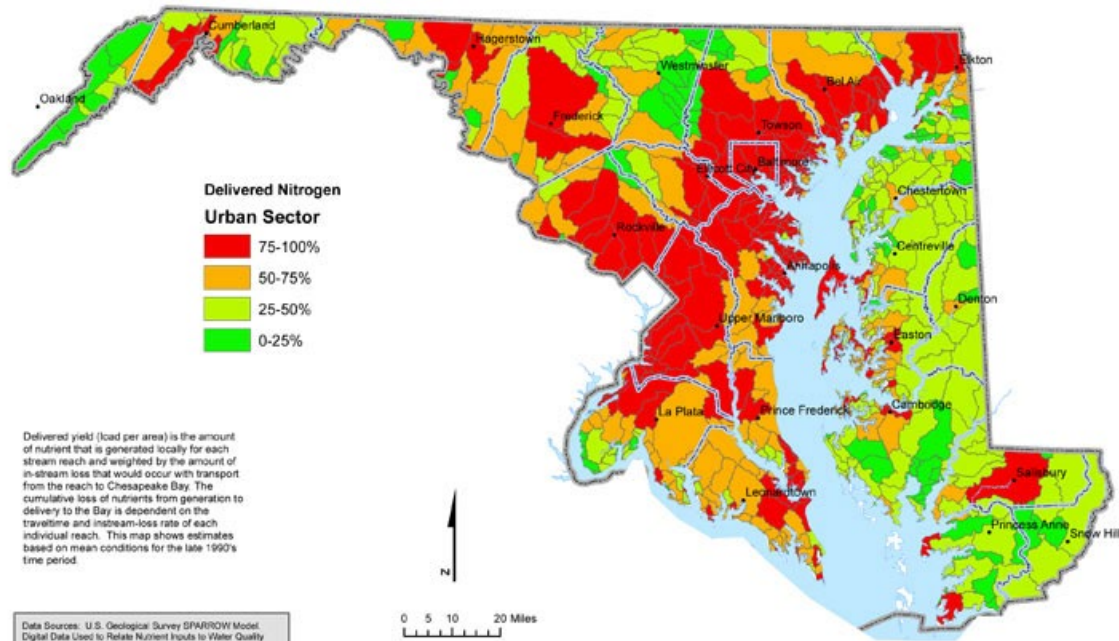 Cumberland
Hagerstown
Westminster
Bel Air
Elkton
Oakland
Frederick
Towson
Baltimore
Ellicott City
Chestertown
Rockville
Centreville
Annapolis
Denton
Upper Marlboro
Easton
La Plata
Prince Frederick
Cambridge
Leonardtown
Salisbury
Princess Anne
Snow Hill
Delivered Nitrogen
Urban Sector
75-100%
50-75%
25-50%
0-25%
Delivered yield (load per area) is the amount
of nutrient that is generated locally for each
stream reach and weighted by the amount of
in-stream loss that would occur with transport
from the reach to Chesapeake Bay. The
cumulative loss of nutrients from generation to
delivery to the Bay is dependent on the
traveltime and instream-loss rate of each
individual reach. This map shows estimates
based on mean conditions for the late 1990's
time period.
N
0 5 10 20 Miles
Data Sources: U.S. Geological Survey SPARROW Model.
Digital Data Used to Relate Nutrient Inputs to Water Quality